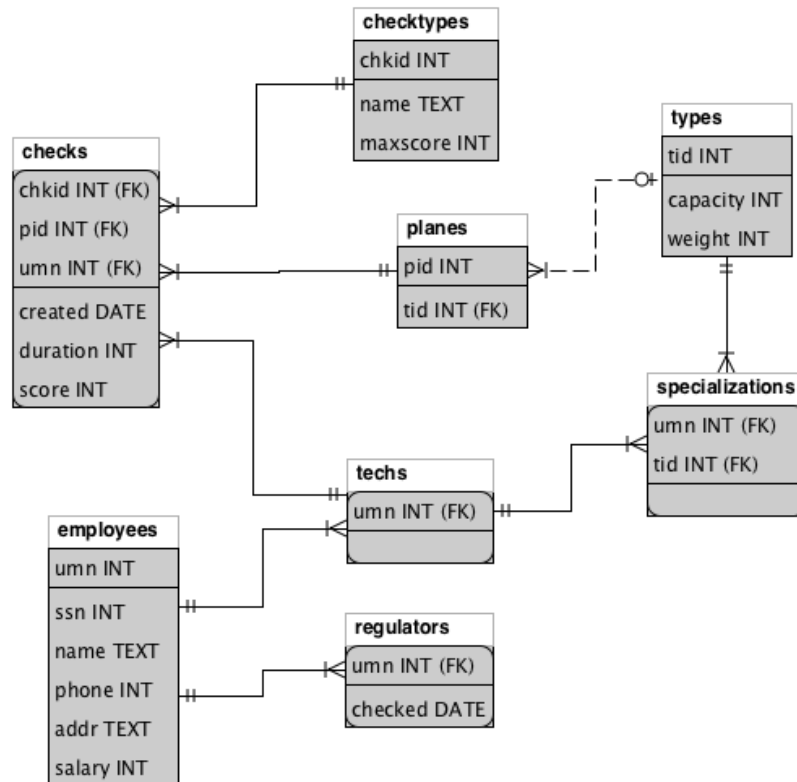 checktypes
chkid INT
name TEXT
maxscore INT
types
tid INT
capacity INT
weight INT
checks
chkid INT (FK)
pid INT (FK)
umn INT (FK)
created DATE
duration INT
score INT
planes
pid INT
tid INT (FK)
specializations
umn INT (FK)
tid INT (FK)
techs
umn INT (FK)
employees
umn INT
ssn INT
name TEXT
phone INT
addr TEXT
salary INT
regulators
umn INT (FK)
checked DATE